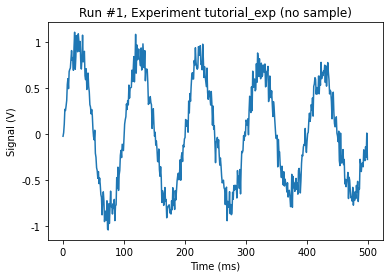 Run #1, Experiment tutorial_exp (no sample)
Signal (V)
1
0.5
0
-0.5
-1
0 100 200 300 400 500
Time (ms)